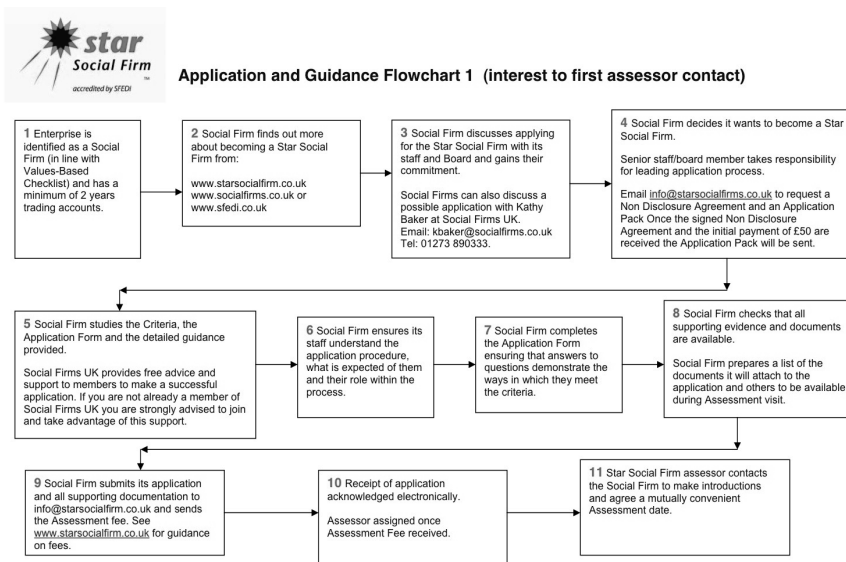 star
Social Firm
TM
accredited by SFEDI
Application and Guidance Flowchart 1 (interest to first assessor contact)
1 Enterprise is
identified as a Social
Firm (in line with
Values-Based
Checklist) and has a
minimum of 2 years
trading accounts.
2 Social Firm finds out more
about becoming a Star Social
Firm from:
www.starsocialfirm.co.uk
www.socialfirms.co.uk or
www.sfedi.co.uk
3 Social Firm discusses applying
for the Star Social Firm with its
staff and Board and gains their
commitment.
Social Firms can also discuss a
possible application with Kathy
Baker at Social Firms UK.
Email: kbaker@socialfirms.co.uk
Tel: 01273 890333.
4 Social Firm decides it wants to become a Star
Social Firm.
Senior staff/board member takes responsibility
for leading application process.
Email info@starsocialfirms.co.uk to request a
Non Disclosure Agreement and an Application
Pack Once the signed Non Disclosure
Agreement and the initial payment of £50 are
received the Application Pack will be sent.
5 Social Firm studies the Criteria, the
Application Form and the detailed guidance
provided.
Social Firms UK provides free advice and
support to members to make a successful
application. If you are not already a member of
Social Firms UK you are strongly advised to join
and take advantage of this support.
6 Social Firm ensures its
staff understand the
application procedure,
what is expected of them
and their role within the
process.
7 Social Firm completes
the Application Form
ensuring that answers to
questions demonstrate the
ways in which they meet
the criteria.
8 Social Firm checks that all
supporting evidence and documents
are available.
Social Firm prepares a list of the
documents it will attach to the
application and others to be available
during Assessment visit.
9 Social Firm submits its application
and all supporting documentation to
info@starsocialfirm.co.uk and sends
the Assessment fee. See
www.starsocialfirm.co.uk for guidance
on fees.
10 Receipt of application
acknowledged electronically.
Assessor assigned once
Assessment Fee received.
11 Star Social Firm assessor contacts
the Social Firm to make introductions
and agree a mutually convenient
Assessment date.